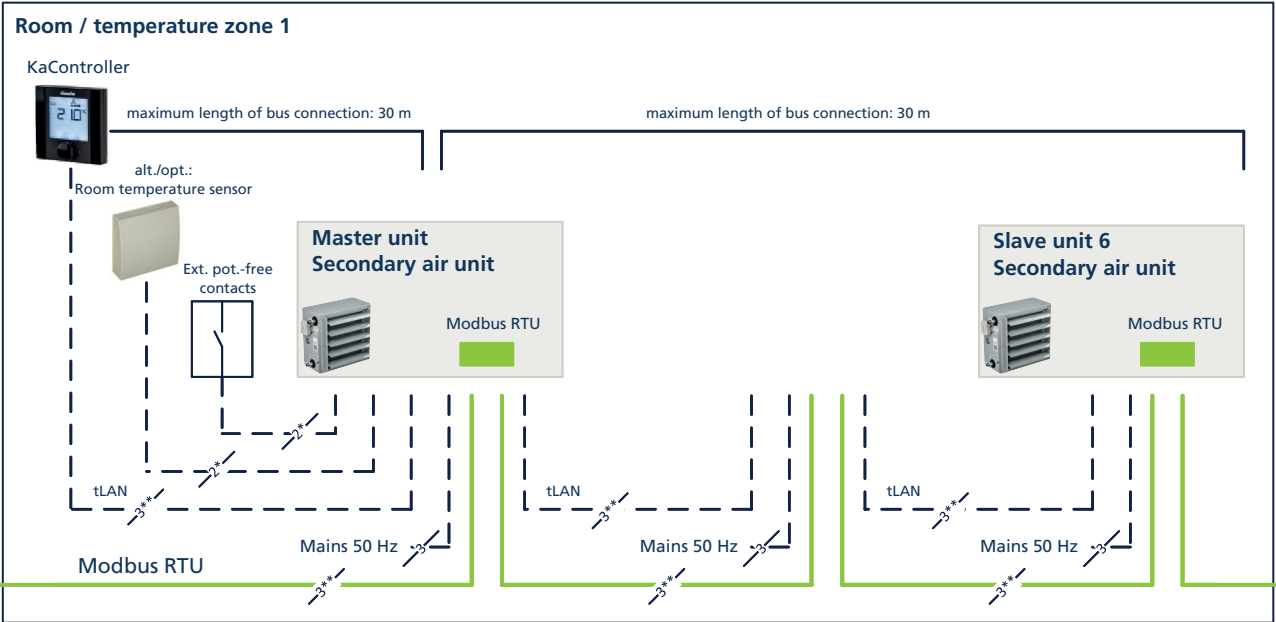 Room / temperature zone 1
KaController
21.0
maximum length of bus connection: 30 m
maximum length of bus connection: 30 m
alt./opt.:
Room temperature sensor
Ext. pot.-free
contacts
Master unit
Secondary air unit
Modbus RTU
Slave unit 6
Secondary air unit
Modbus RTU
2*
2*
tLAN
3**
tLAN
3**
tLAN
3**
Mains 50 Hz
3
Mains 50 Hz
3
Mains 50 Hz
3
Modbus RTU
3**
3**
3**